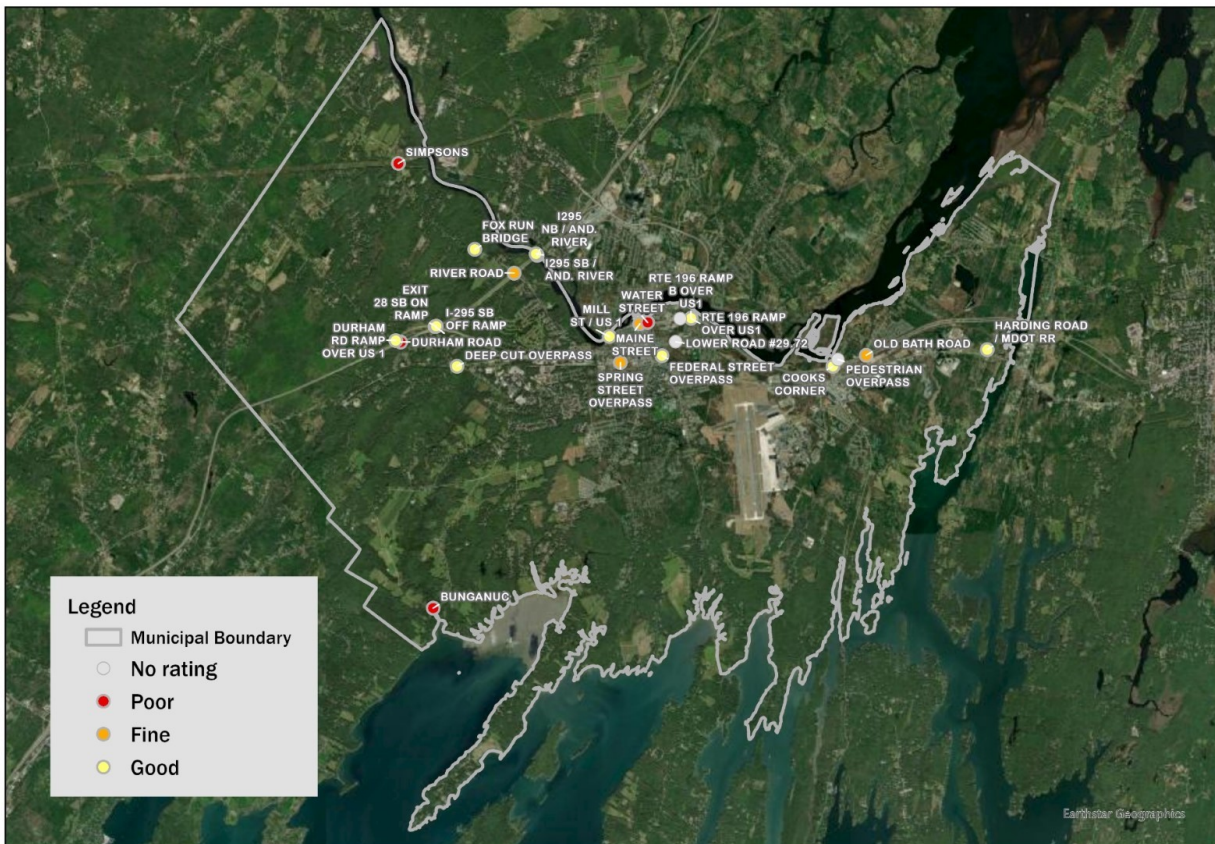 SIMPSONS
FOX RUN
BRIDGE
I295
NB / AND.
RIVER
I295 SB /
AND. RIVER
RIVER ROAD
EXIT
28 SB ON
RAMP
I-295 SB
OFF RAMP
DURHAM
RD RAMP
OVER US 1
DURHAM ROAD
DEEP CUT OVERPASS
MILL
ST / US 1
WATER
STREET
MAINE
STREET
SPRING
STREET
OVERPASS
RTE 196 RAMP
B OVER
US1
RTE 196 RAMP
OVER US1
LOWER ROAD #29.72
FEDERAL STREET
OVERPASS
COOKS
CORNER
PEDESTRIAN
OVERPASS
OLD BATH ROAD
HARDING ROAD
/ MDOT RR
BUNGANUC
Legend
Municipal Boundary
No rating
Poor
Fine
Good
Earthstar Geographics